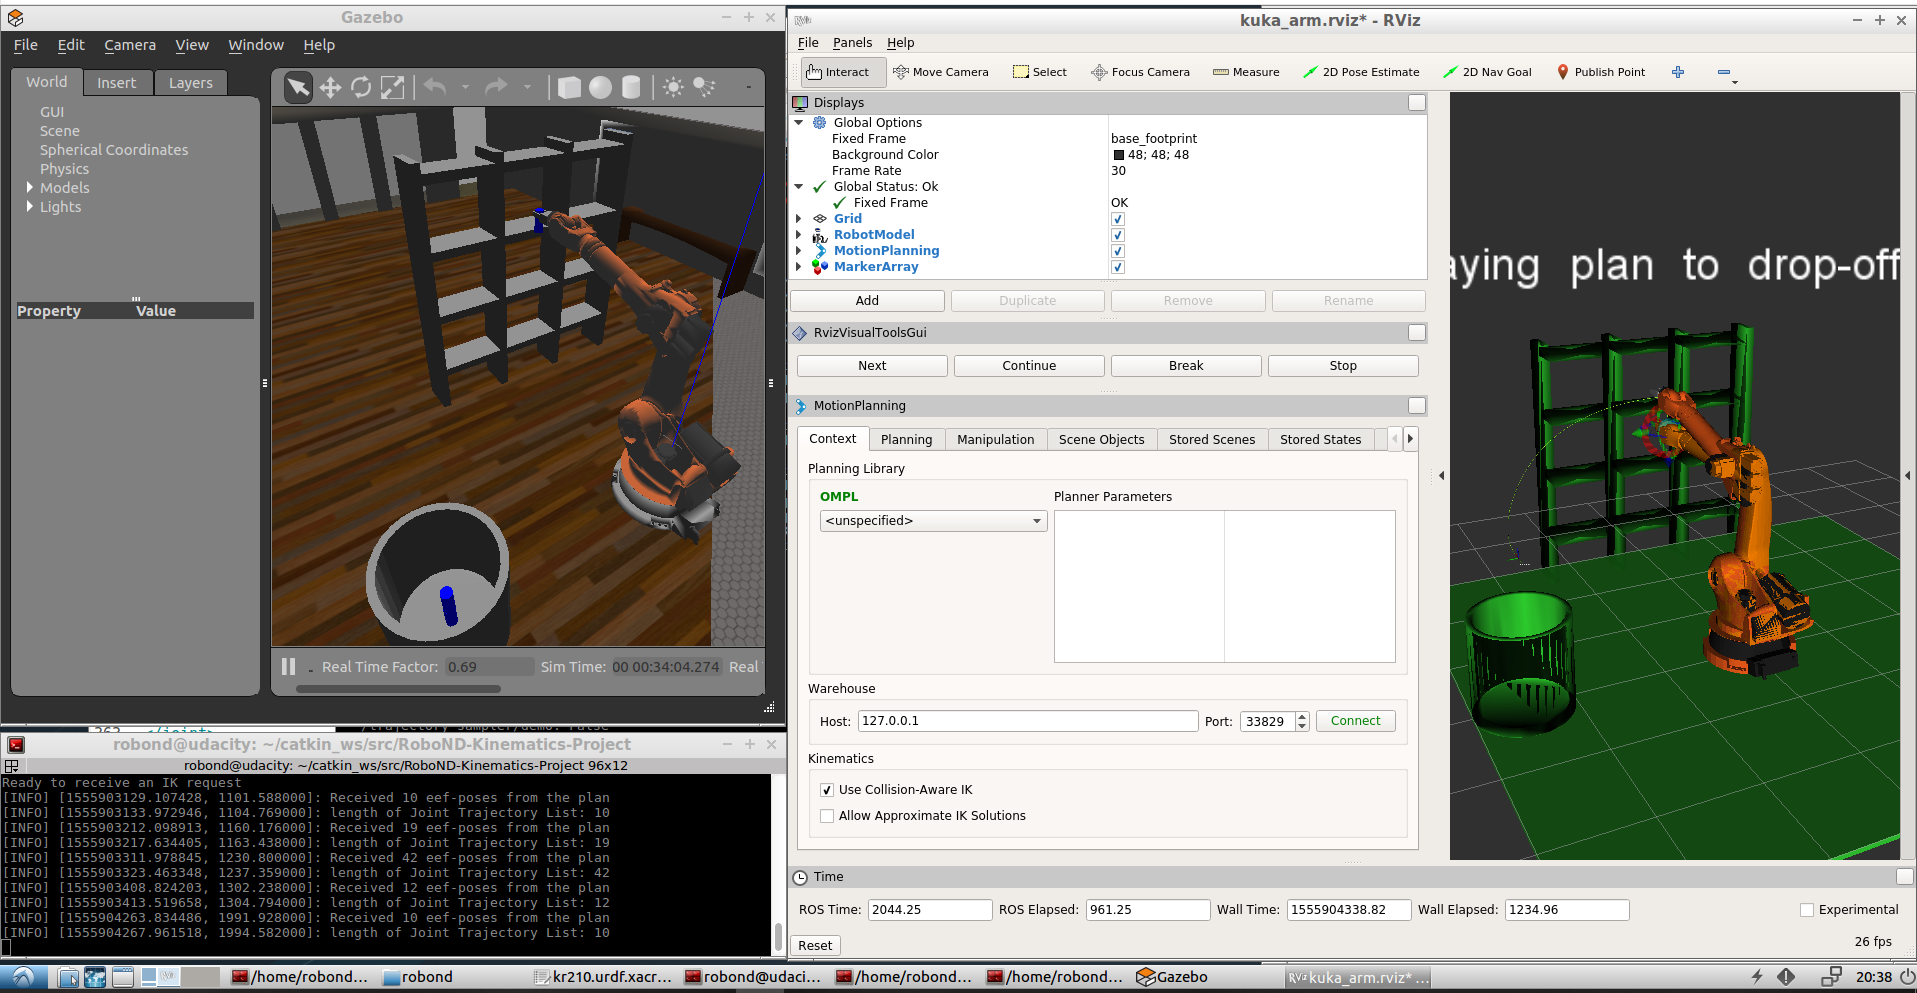 Gazebo
File Edit Camera View Window Help
World Insert Layers
GUI
Scene
Spherical Coordinates
Physics
Models
Lights
Property Value
Real Time Factor: 0.69 Sim Time: 00 00:34:04.274 Real
robond@udacity: ~/catkin_ws/src/RoboND-Kinematics-Project
robond@udacity: ~/catkin_ws/src/RoboND-Kinematics-Project 96x12
Ready to receive an IK request
[INFO] [1555903129.107428, 1101.588000]: Received 10 eef-poses from the plan
[INFO] [1555903133.972946, 1104.769000]: length of Joint Trajectory List: 10
[INFO] [1555903212.098913, 1160.176000]: Received 19 eef-poses from the plan
[INFO] [1555903217.634405, 1163.438000]: length of Joint Trajectory List: 19
[INFO] [1555903311.978845, 1230.800000]: Received 42 eef-poses from the plan
[INFO] [1555903323.463348, 1237.359000]: length of Joint Trajectory List: 42
[INFO] [1555903408.824203, 1302.238000]: Received 12 eef-poses from the plan
[INFO] [1555903413.519658, 1304.794000]: length of Joint Trajectory List: 12
[INFO] [1555904263.834486, 1991.928000]: Received 10 eef-poses from the plan
[INFO] [1555904267.961518, 1994.582000]: length of Joint Trajectory List: 10
kuka_arm.rviz* - RViz
File Panels Help
Interact Move Camera Select Focus Camera Measure 2D Pose Estimate 2D Nav Goal Publish Point
Displays
Global Options
Fixed Frame base_footprint
Background Color 48; 48; 48
Frame Rate 30
Global Status: Ok
Fixed Frame OK
Grid
RobotModel
MotionPlanning
MarkerArray
Add Duplicate Remove Rename
RvizVisualToolsGui
Next Continue Break Stop
MotionPlanning
Context Planning Manipulation Scene Objects Stored Scenes Stored States
Planning Library
OMPL Planner Parameters
<unspecified>
Warehouse
Host: 127.0.0.1 Port: 33829 Connect
Kinematics
Use Collision-Aware IK
Allow Approximate IK Solutions
aying plan to drop-off
Time
ROS Time: 2044.25 ROS Elapsed: 961.25 Wall Time: 1555904338.82 Wall Elapsed: 1234.96 Experimental
Reset 26 fps
/home/robond... robond kr210.urdf.xacr... robond@udaci... /home/robond... /home/robond... Gazebo kuka_arm.rviz* ... 20:38